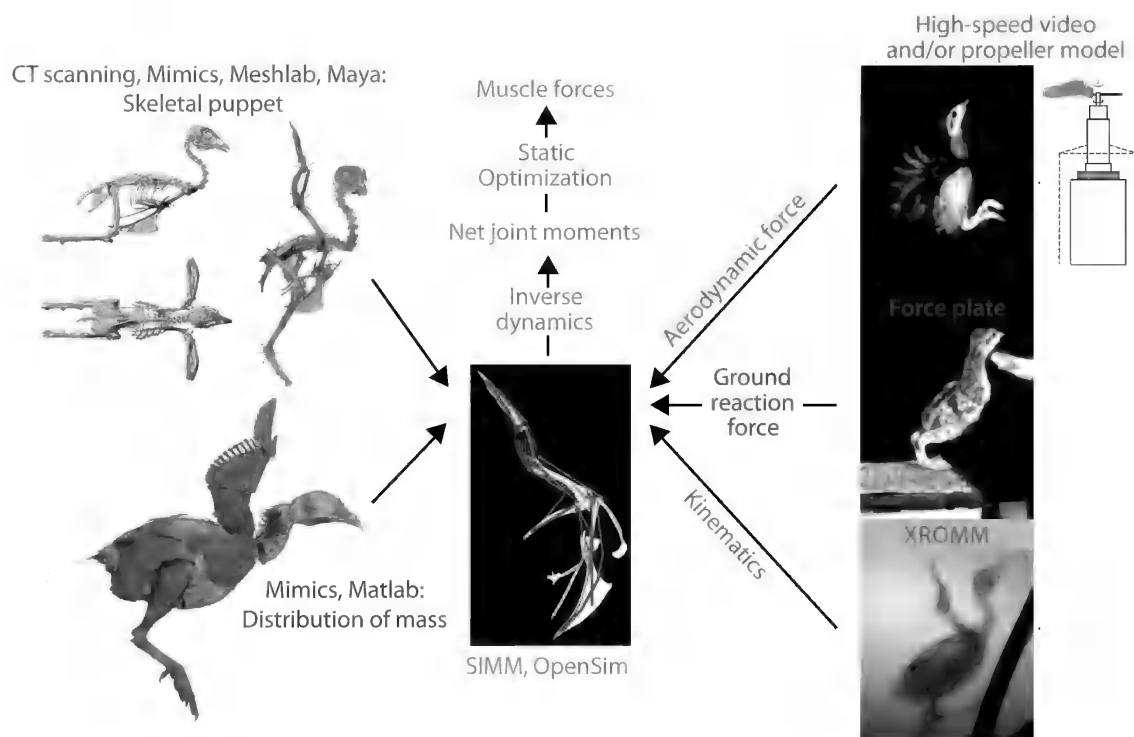 CT scanning, Mimics, Meshlab, Maya:
Skeletal puppet
Muscle forces
Static
Optimization
Net joint moments
Inverse
dynamics
SIMM, OpenSim
Mimics, Matlab:
Distribution of mass
High-speed video
and/or propeller model
Aerodynamic force
Force plate
Ground
reaction
force
Kinematics
XROMM